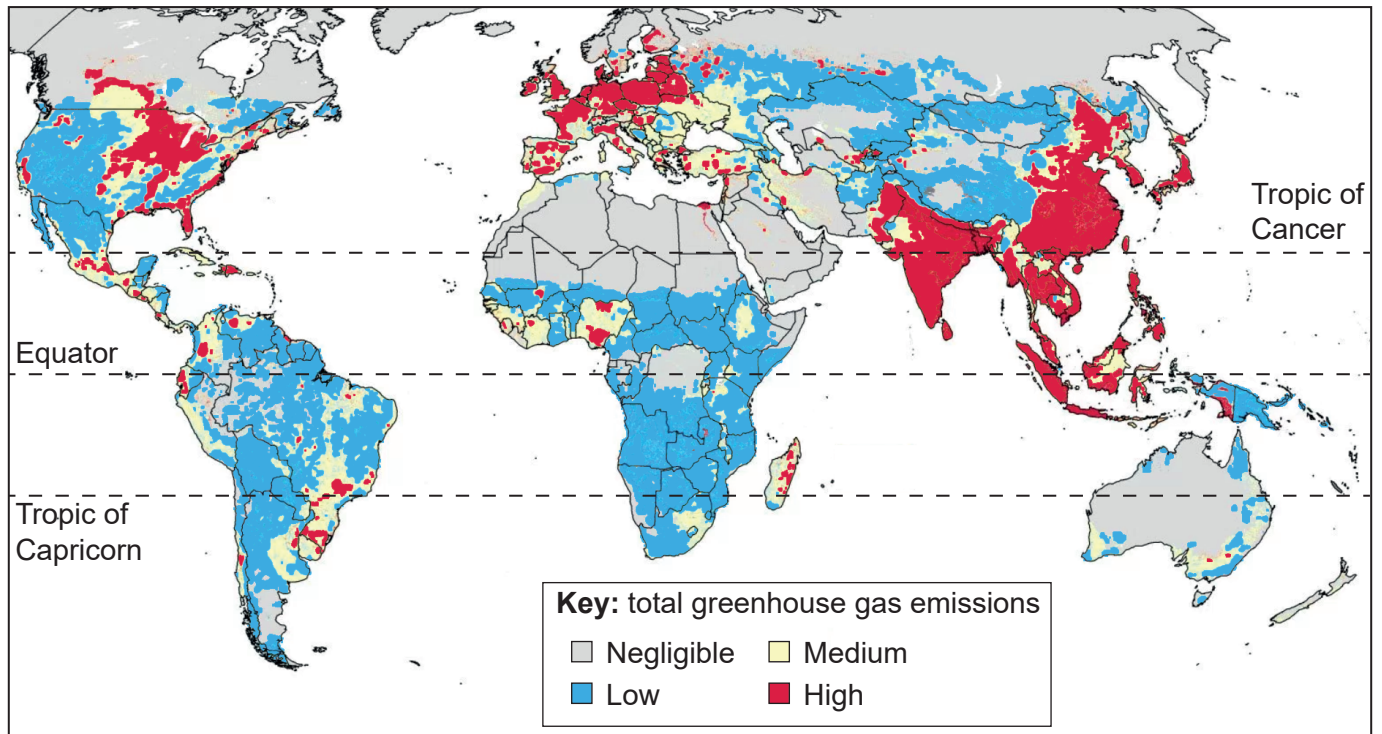 Tropic of
Cancer
Equator
Tropic of
Capricorn
Key: total greenhouse gas emissions
Negligible
Medium
Low
High